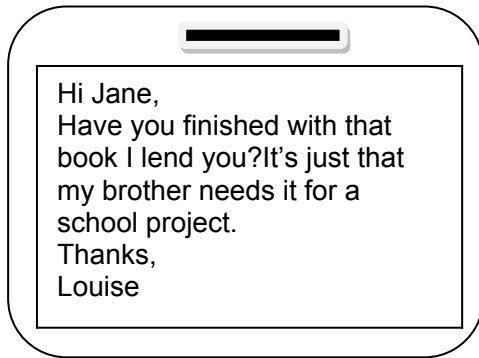 Hi Jane,
Have you finished with that
book I lend you?It's just that
my brother needs it for a
school project.
Thanks,
Louise